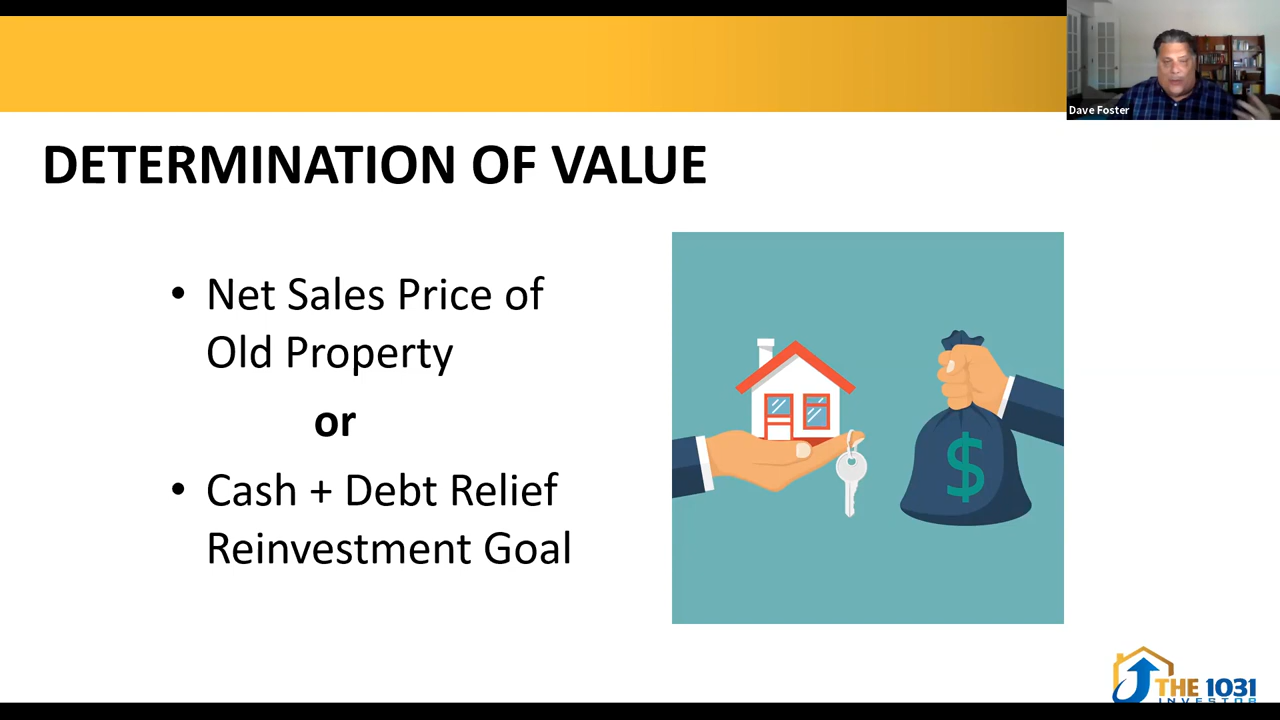 Dave Foster
DETERMINATION OF VALUE
• Net Sales Price of
Old Property
or
• Cash + Debt Relief
Reinvestment Goal
$
THE 1031
INVESTOR